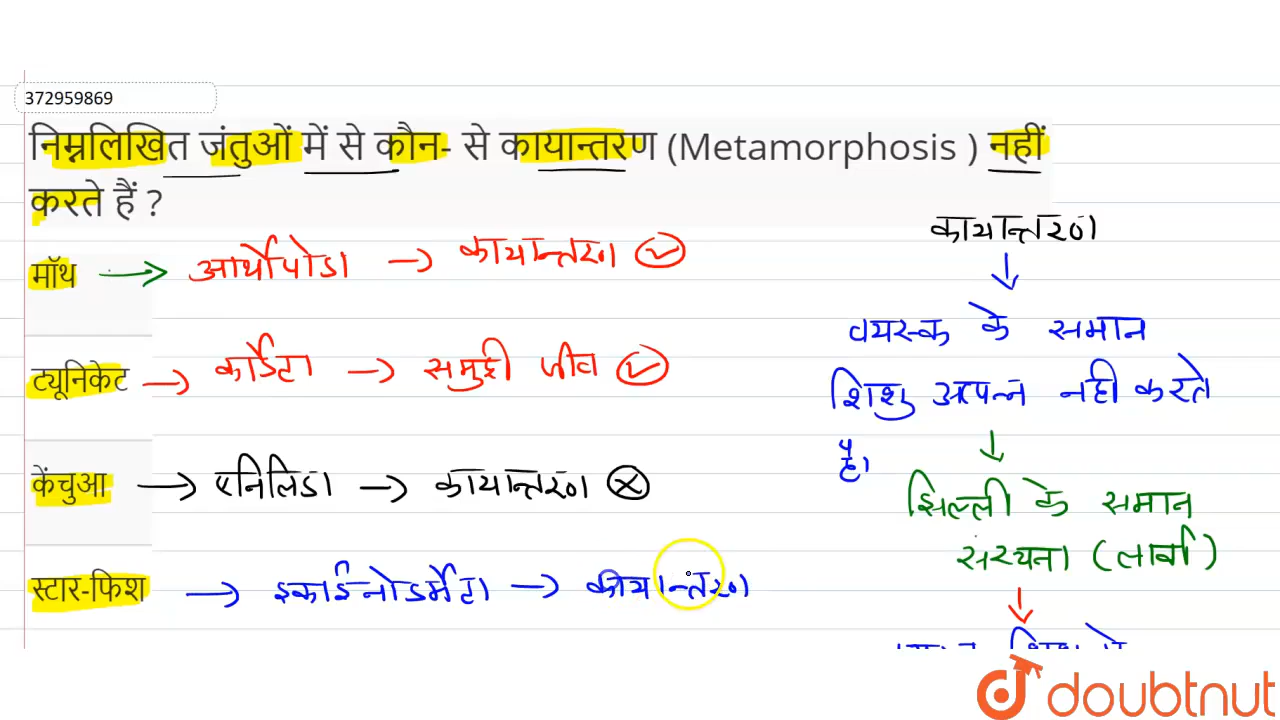 372959869
निम्नलिखित जंतुओं में से कौन- से कायान्तरण (Metamorphosis ) नहीं
करते हैं ?
कायान्तरण
मॉथ → आर्थोपोडा → कायान्तरण
वयस्क के समान
ट्यूनिकेट → कार्डेटा → समुद्री जीव
शिशु उत्पन्न नही करते
है।
केंचुआ → एनिलिडा → कायान्तरण
झिल्ली के समान
संरचना (लार्वा)
स्टार-फिश → इकाईनोडर्मेटा → कायान्तरण
doubtnut